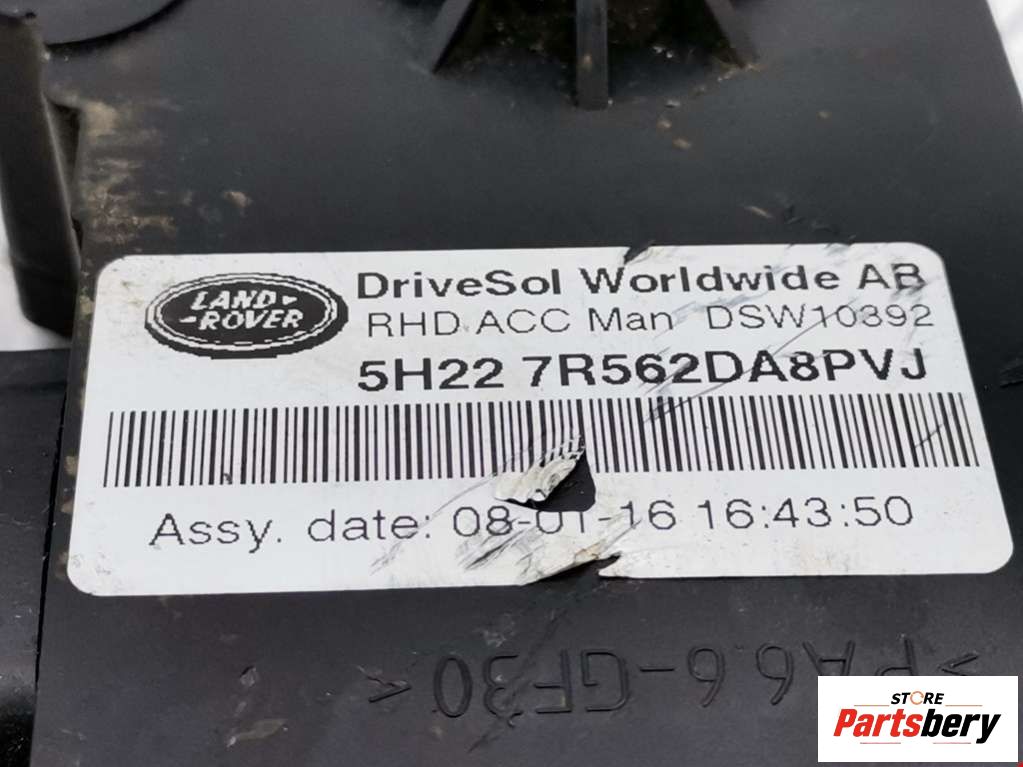 LAND
-ROVER
DriveSol Worldwide AB
RHD ACC Man DSW10392
5H22 7R562DA8PVJ
Assy. date: 08-01-16 16:43:50
>PA6.6-GF30<
STORE
Partsbery